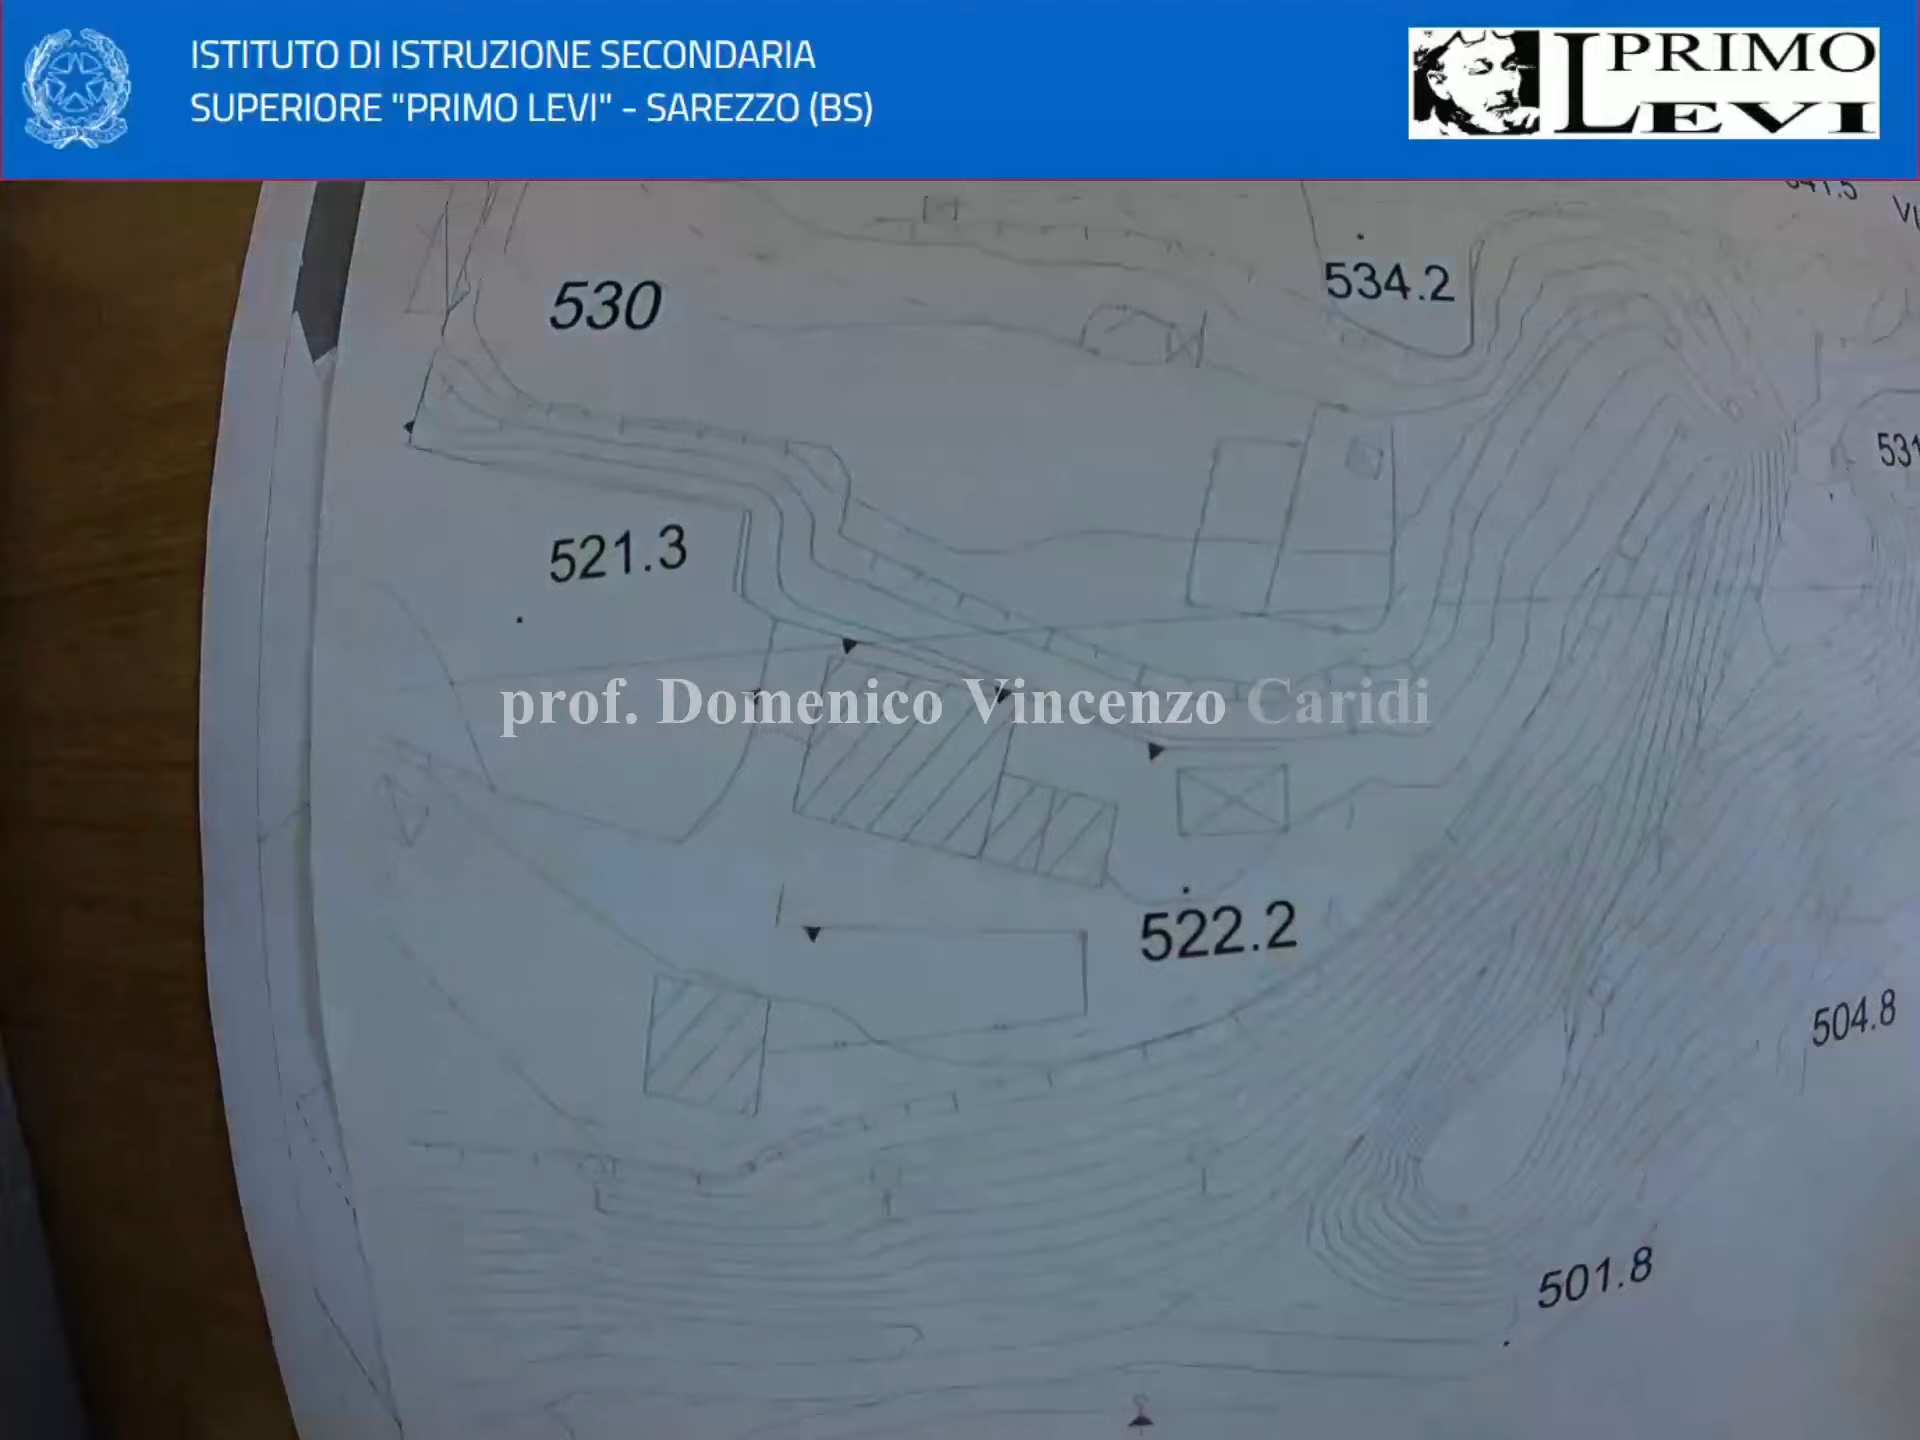 ISTITUTO DI ISTRUZIONE SECONDARIA
SUPERIORE "PRIMO LEVI" - SAREZZO (BS)
PRIMO
LEVI
530
534.2
531
521.3
prof. Domenico Vincenzo Caridi
522.2
504.8
501.8